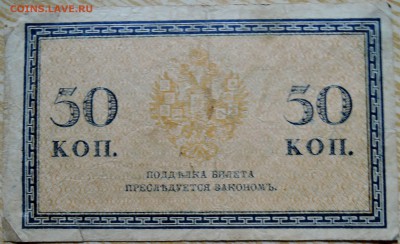 COINS.LAVE.RU
50 50
КОП. КОП.
ПОДДѢЛКА БИЛЕТА
ПРЕСЛѢДУЕТСЯ ЗАКОНОМЪ.